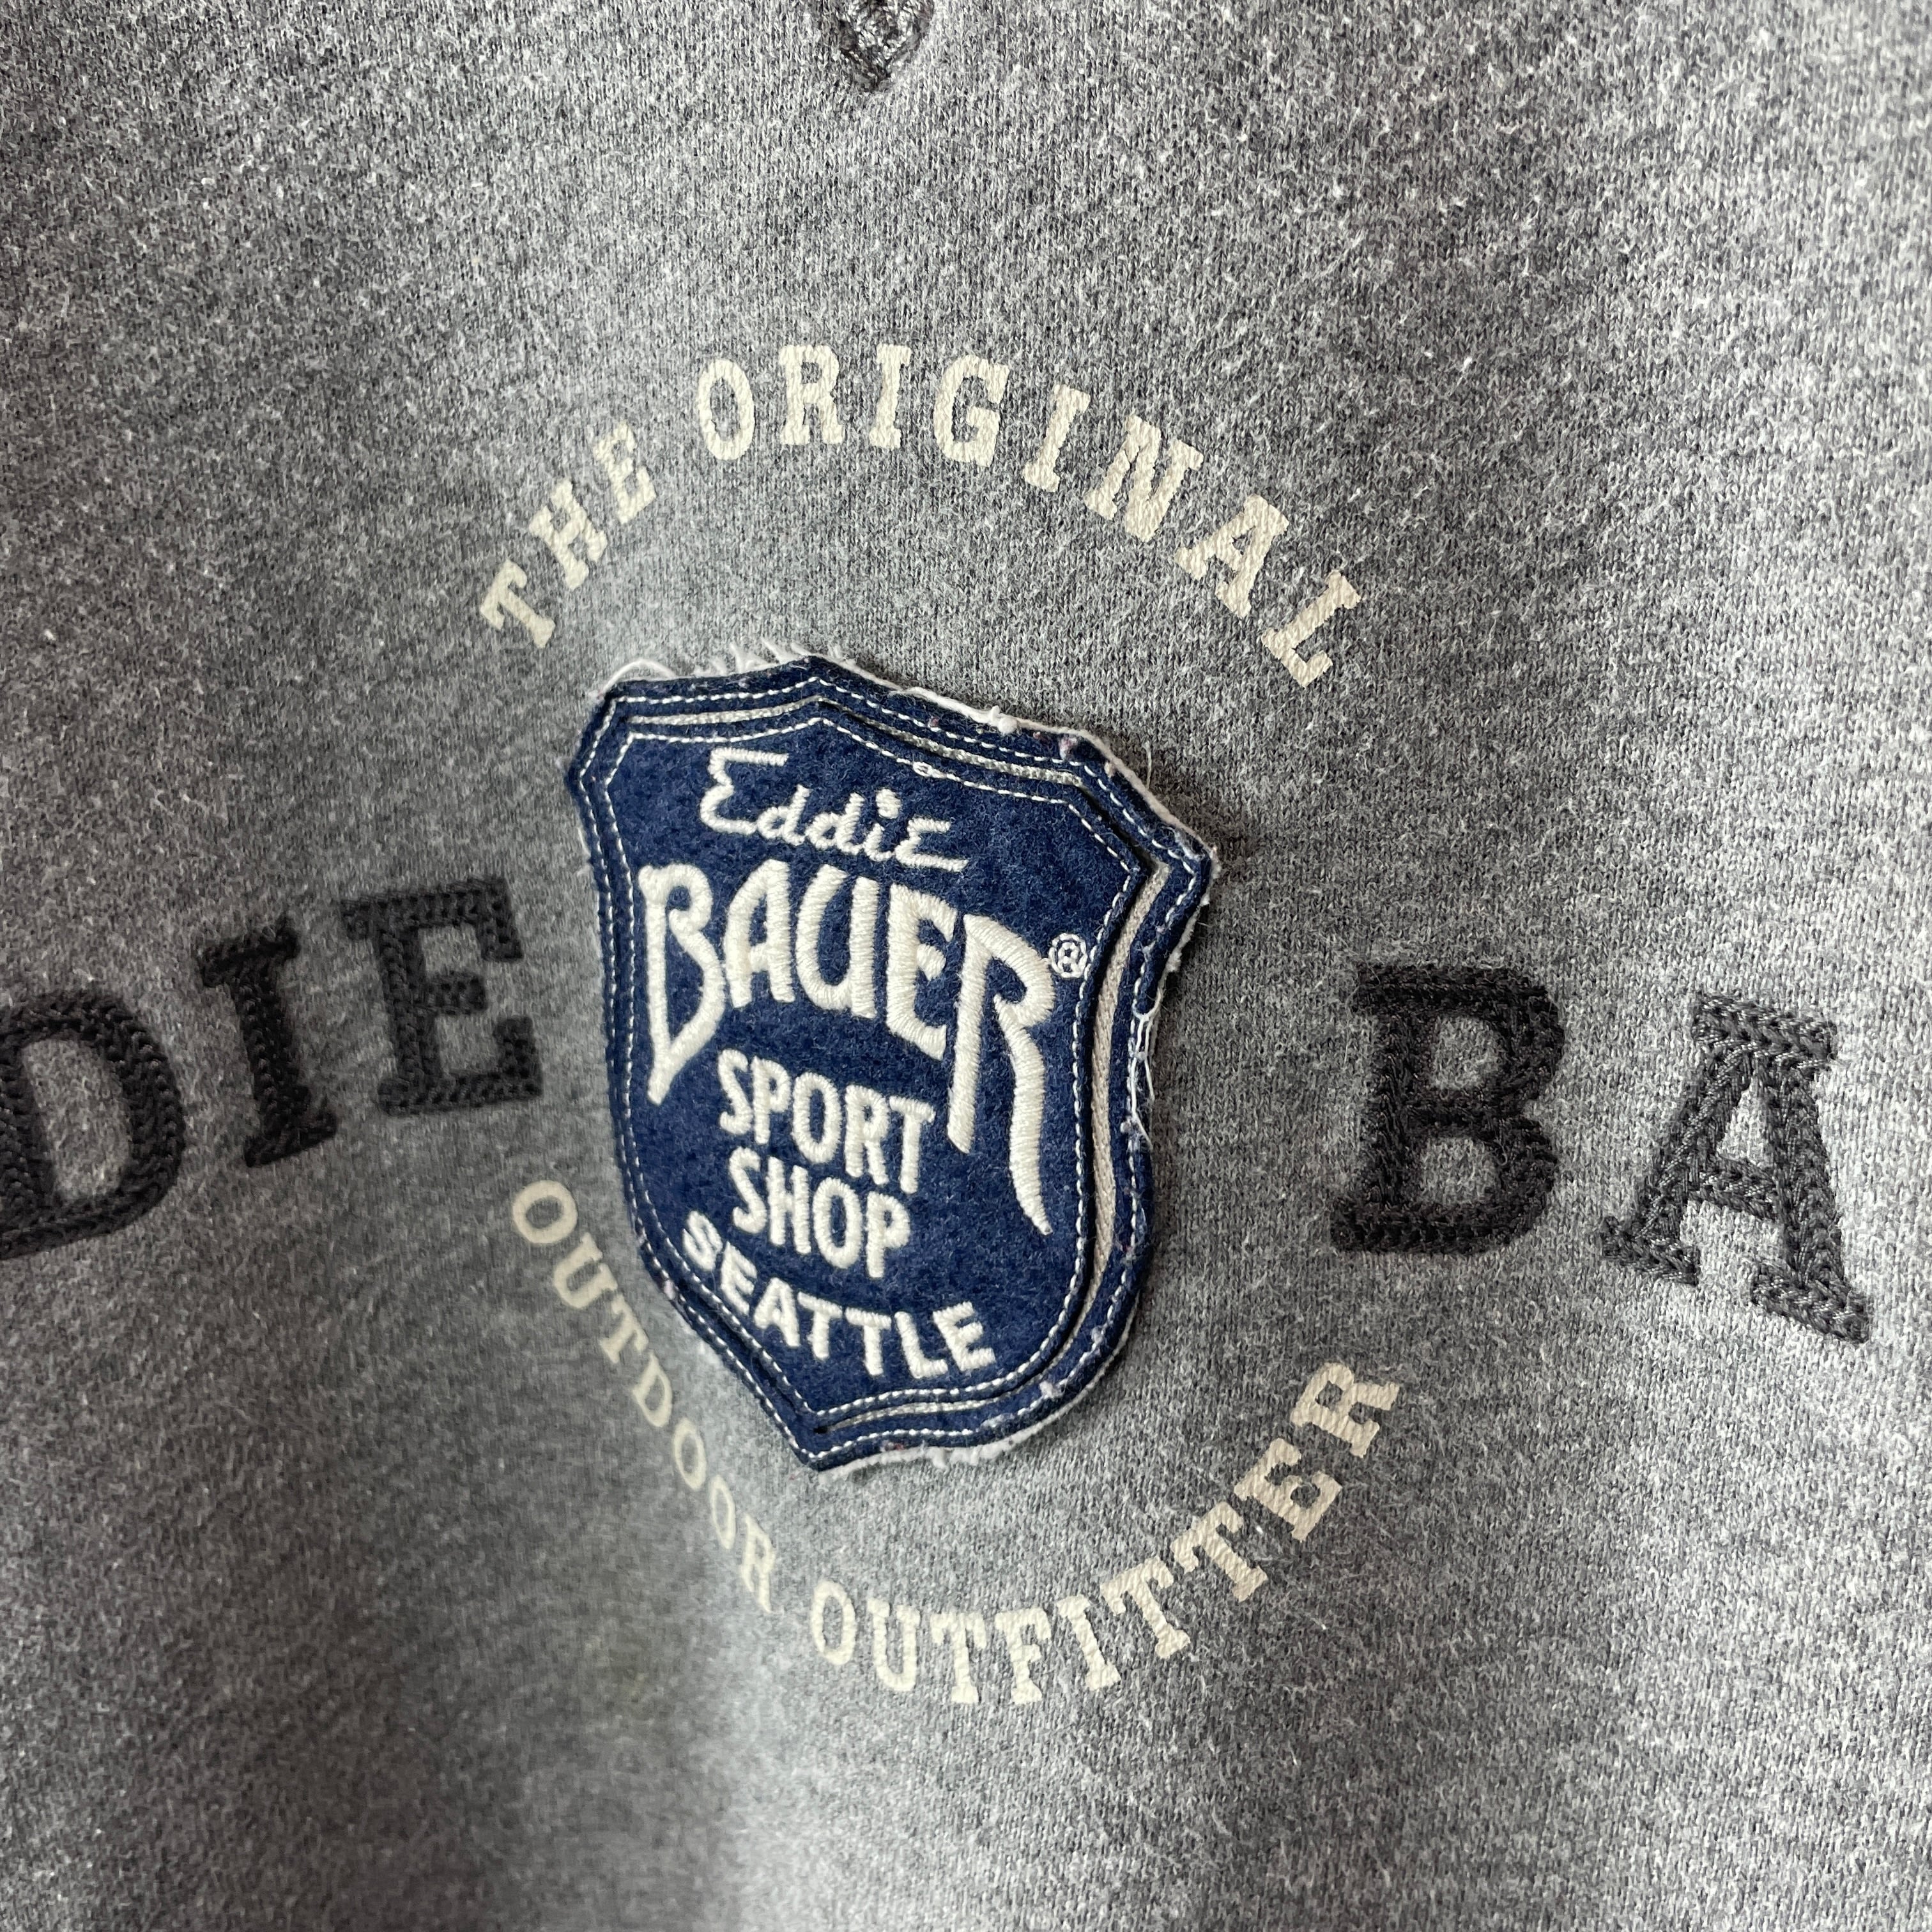 THE ORIGINAL
DIE BA
Eddie
BAUER®
SPORT
SHOP
SEATTLE
OUTDOOR OUTFITTER